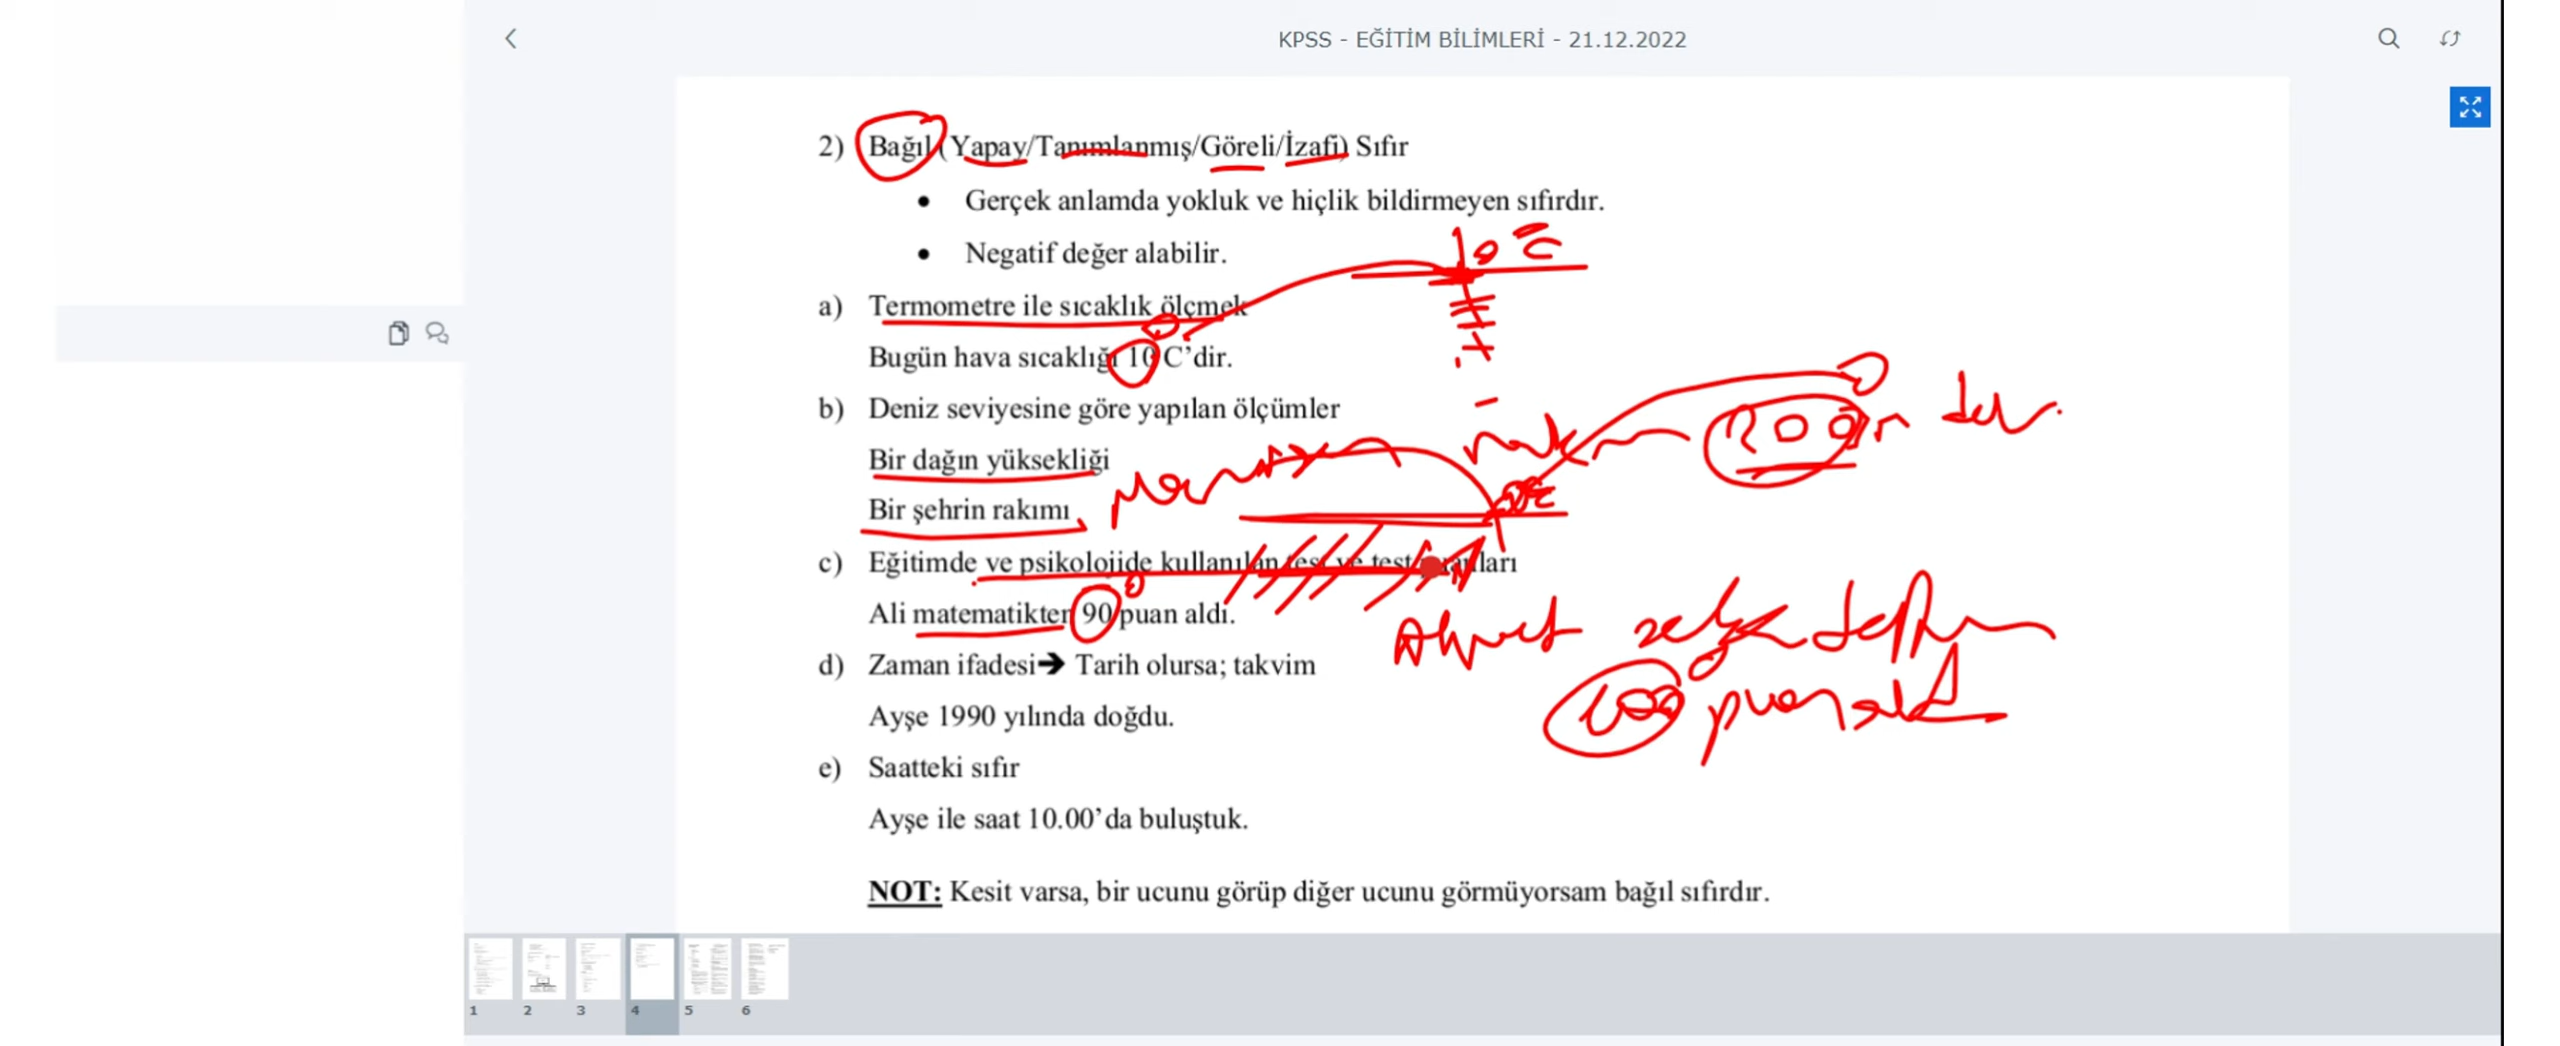 KPSS - EĞİTİM BİLİMLERİ - 21.12.2022
2) Bağıl (Yapay/Tanımlanmış/Göreli/İzafi) Sıfır
• Gerçek anlamda yokluk ve hiçlik bildirmeyen sıfırdır.
• Negatif değer alabilir.
a) Termometre ile sıcaklık ölçmek
Bugün hava sıcaklığı 10 C’dir.
b) Deniz seviyesine göre yapılan ölçümler
Bir dağın yüksekliği
Bir şehrin rakımı
c) Eğitimde ve psikolojide kullanılan test ve test puanları
Ali matematikten 90 puan aldı.
Ahmet zeka
100 puan aldı
d) Zaman ifadesi➔ Tarih olursa; takvim
Ayşe 1990 yılında doğdu.
e) Saatteki sıfır
Ayşe ile saat 10.00’da buluştuk.
NOT: Kesit varsa, bir ucunu görüp diğer ucunu görmüyorsam bağıl sıfırdır.
1 2 3 4 5 6